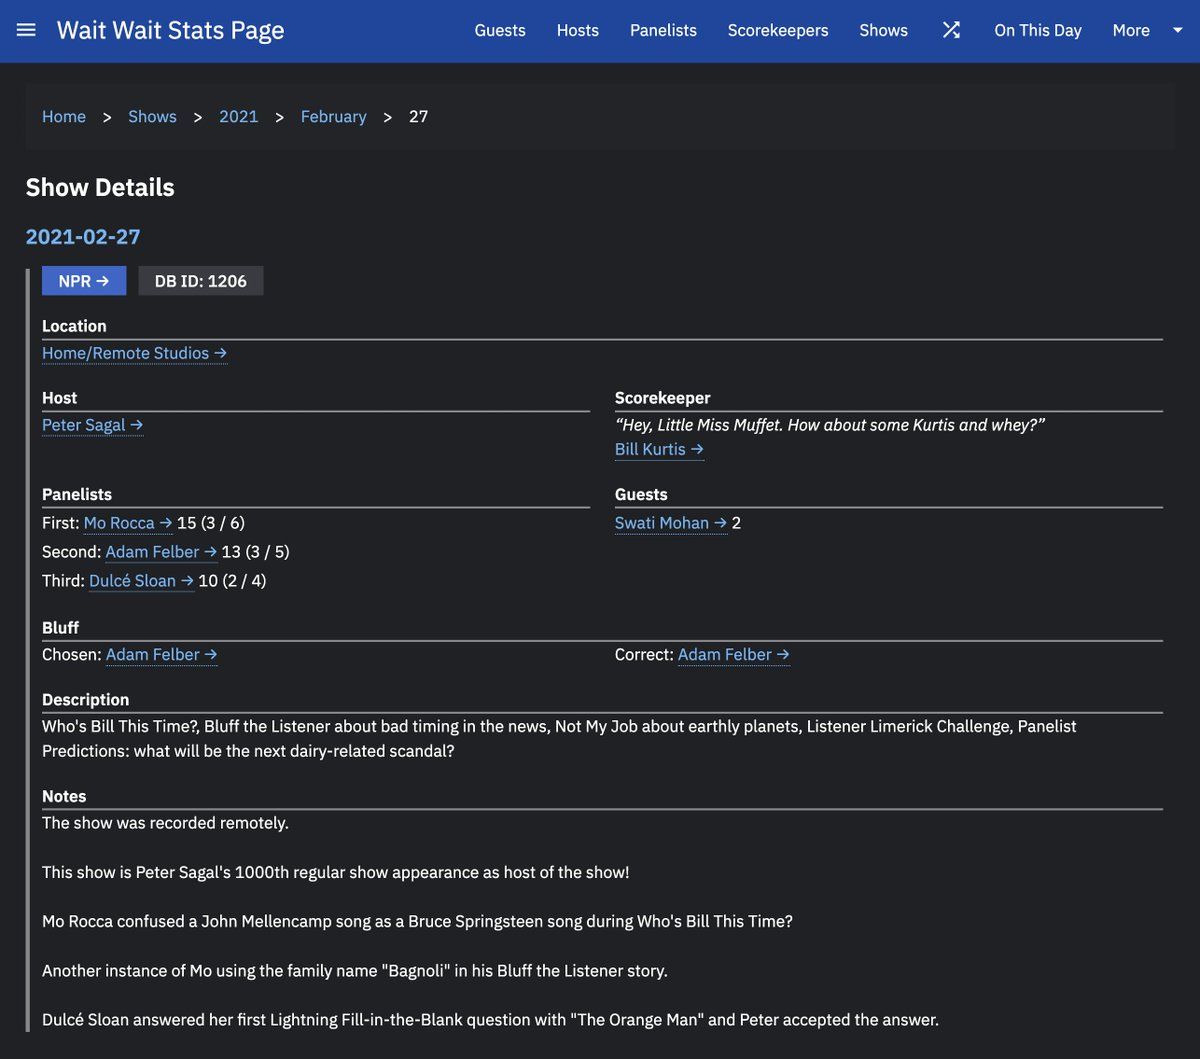 Wait Wait Stats Page
Guests Hosts Panelists Scorekeepers Shows On This Day More
Home > Shows > 2021 > February > 27
Show Details
2021-02-27
NPR → DB ID: 1206
Location
Home/Remote Studios →
Host
Peter Sagal →
Scorekeeper
“Hey, Little Miss Muffet. How about some Kurtis and whey?”
Bill Kurtis →
Panelists
First: Mo Rocca → 15 (3 / 6)
Second: Adam Felber → 13 (3 / 5)
Third: Dulcé Sloan → 10 (2 / 4)
Guests
Swati Mohan → 2
Bluff
Chosen: Adam Felber →
Correct: Adam Felber →
Description
Who's Bill This Time?, Bluff the Listener about bad timing in the news, Not My Job about earthly planets, Listener Limerick Challenge, Panelist
Predictions: what will be the next dairy-related scandal?
Notes
The show was recorded remotely.
This show is Peter Sagal's 1000th regular show appearance as host of the show!
Mo Rocca confused a John Mellencamp song as a Bruce Springsteen song during Who's Bill This Time?
Another instance of Mo using the family name "Bagnoli" in his Bluff the Listener story.
Dulcé Sloan answered her first Lightning Fill-in-the-Blank question with "The Orange Man" and Peter accepted the answer.